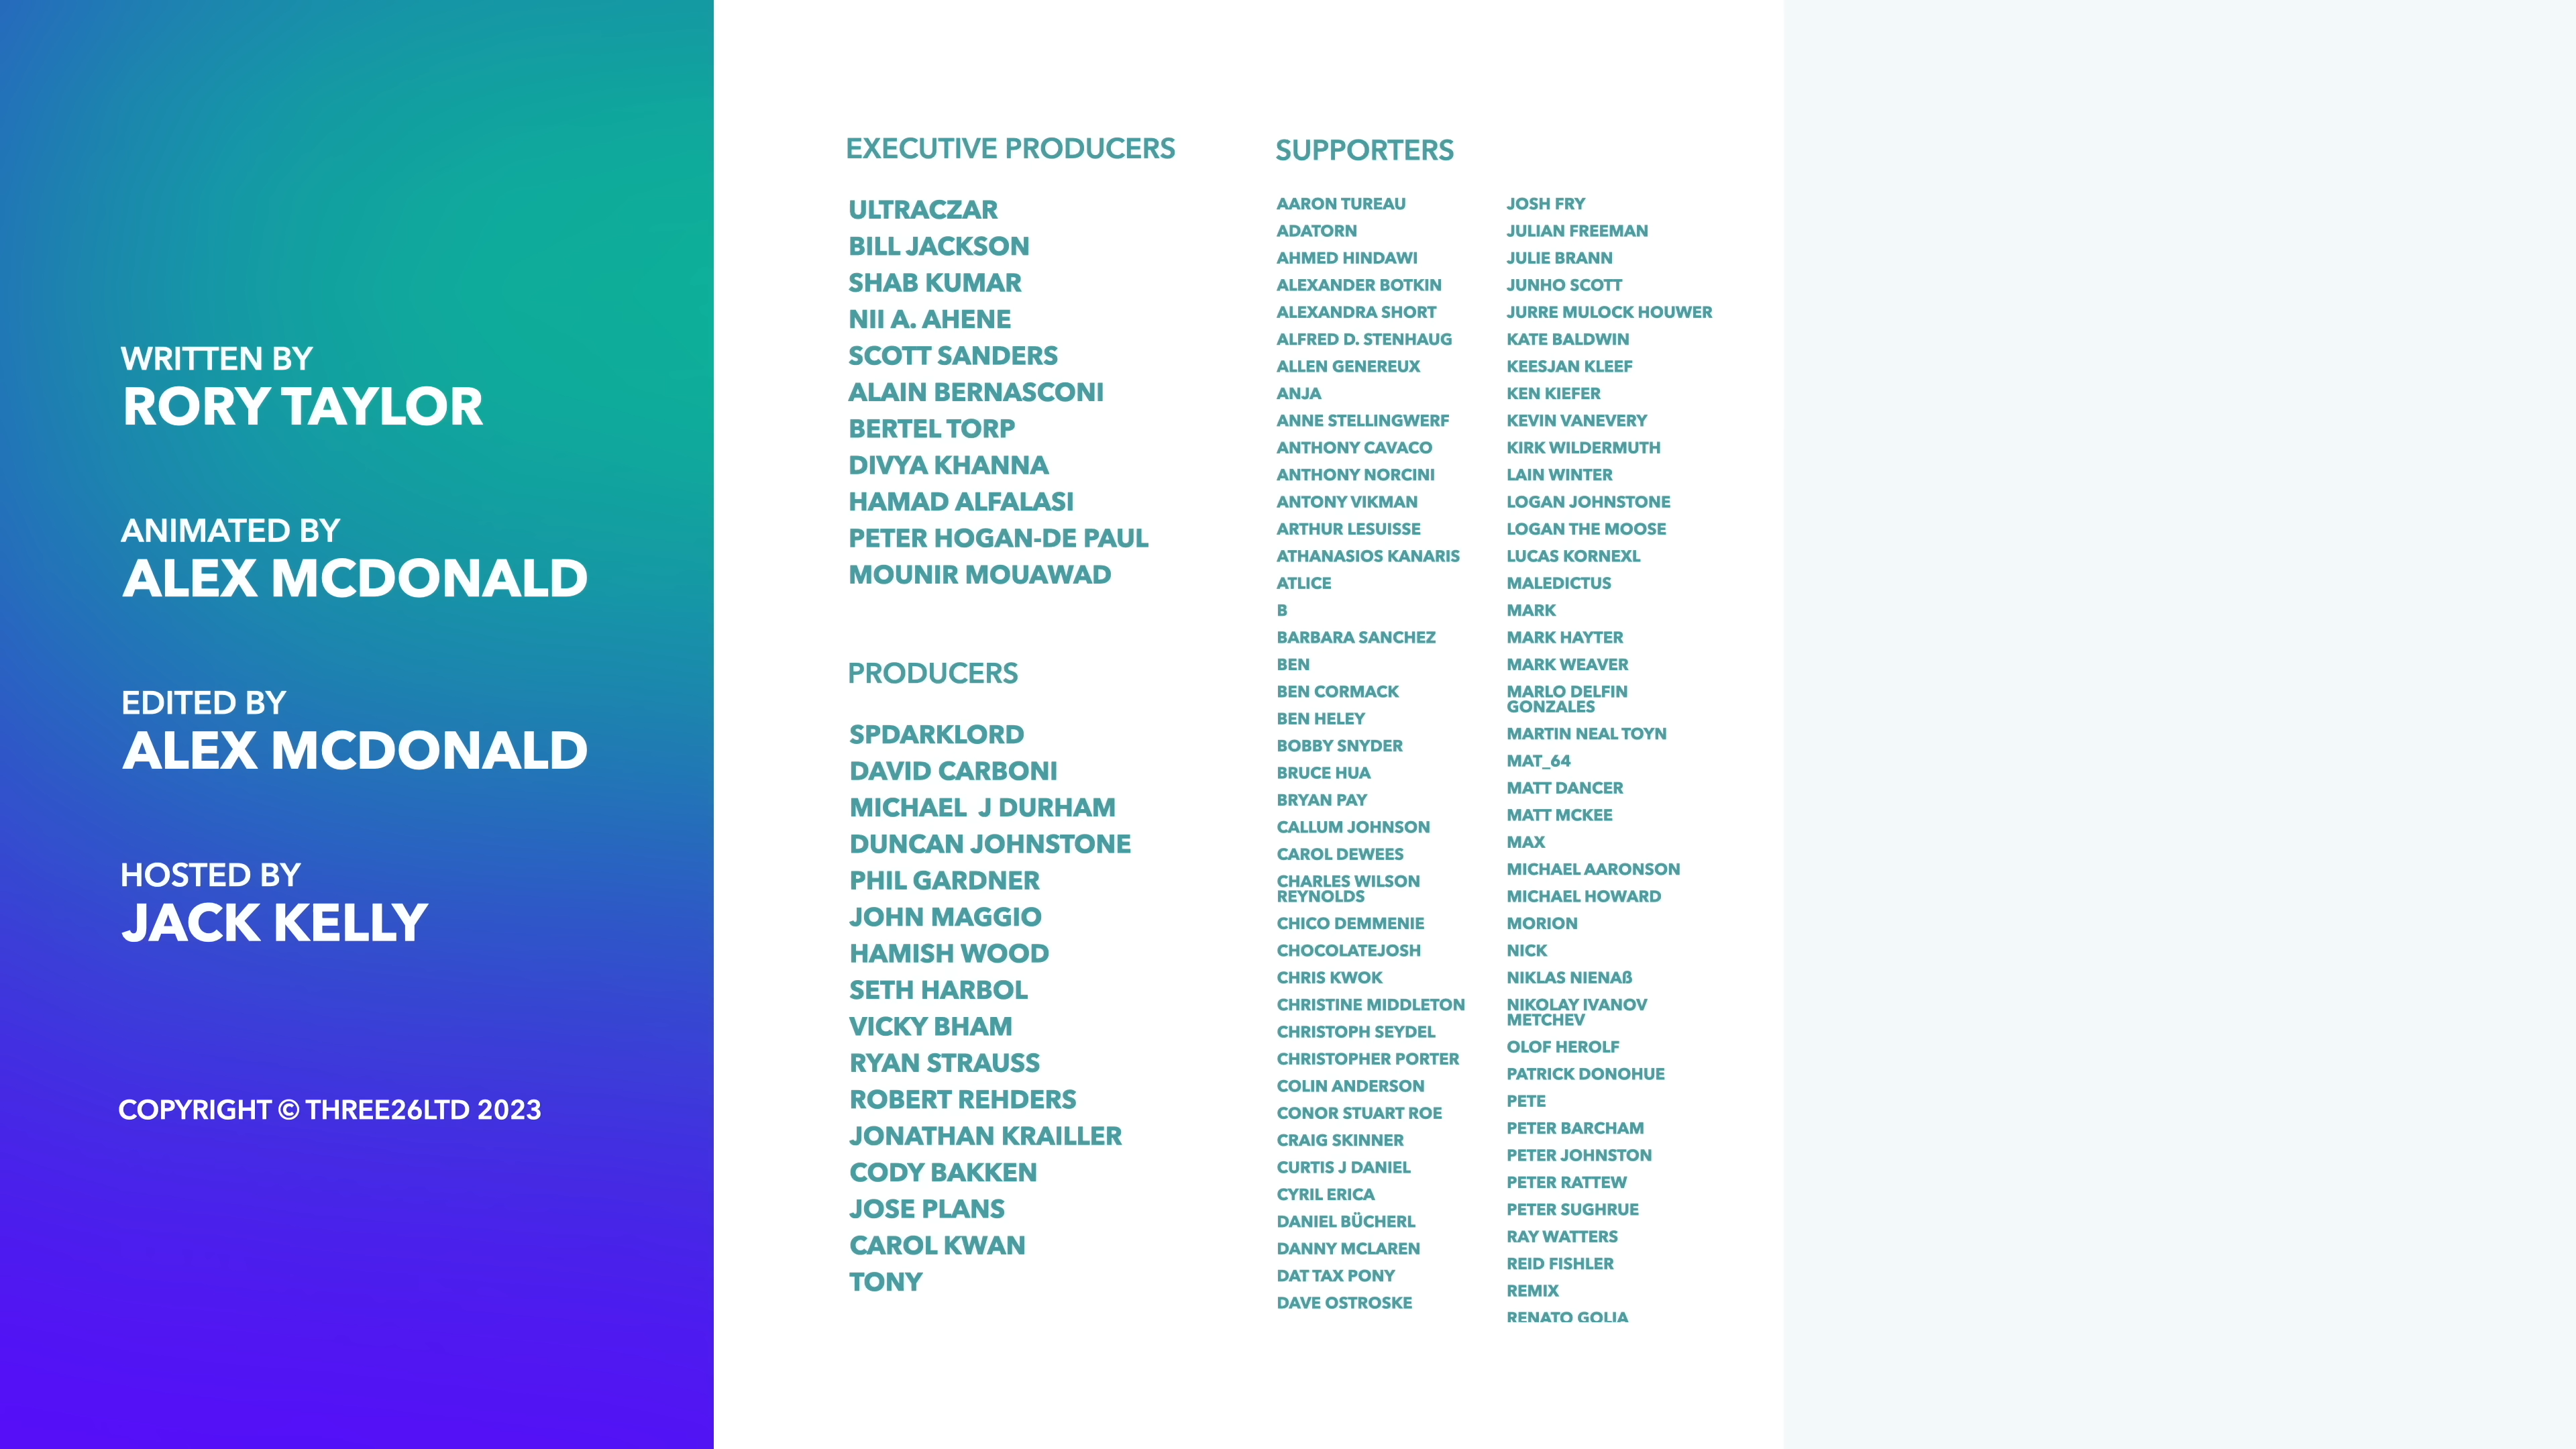 WRITTEN BY
RORY TAYLOR
ANIMATED BY
ALEX MCDONALD
EDITED BY
ALEX MCDONALD
HOSTED BY
JACK KELLY
COPYRIGHT © THREE26LTD 2023
EXECUTIVE PRODUCERS
ULTRACZAR
BILL JACKSON
SHAB KUMAR
NII A. AHENE
SCOTT SANDERS
ALAIN BERNASCONI
BERTEL TORP
DIVYA KHANNA
HAMAD ALFALASI
PETER HOGAN-DE PAUL
MOUNIR MOUAWAD
PRODUCERS
SPDARKLORD
DAVID CARBONI
MICHAEL  J DURHAM
DUNCAN JOHNSTONE
PHIL GARDNER
JOHN MAGGIO
HAMISH WOOD
SETH HARBOL
VICKY BHAM
RYAN STRAUSS
ROBERT REHDERS
JONATHAN KRAILLER
CODY BAKKEN
JOSE PLANS
CAROL KWAN
TONY
SUPPORTERS
AARON TUREAU
ADATORN
AHMED HINDAWI
ALEXANDER BOTKIN
ALEXANDRA SHORT
ALFRED D. STENHAUG
ALLEN GENEREUX
ANJA
ANNE STELLINGWERF
ANTHONY CAVACO
ANTHONY NORCINI
ANTONY VIKMAN
ARTHUR LESUISSE
ATHANASIOS KANARIS
ATLICE
B
BARBARA SANCHEZ
BEN
BEN CORMACK
BEN HELEY
BOBBY SNYDER
BRUCE HUA
BRYAN PAY
CALLUM JOHNSON
CAROL DEWEES
CHARLES WILSON
REYNOLDS
CHICO DEMMENIE
CHOCOLATEJOSH
CHRIS KWOK
CHRISTINE MIDDLETON
CHRISTOPH SEYDEL
CHRISTOPHER PORTER
COLIN ANDERSON
CONOR STUART ROE
CRAIG SKINNER
CURTIS J DANIEL
CYRIL ERICA
DANIEL BÜCHERL
DANNY MCLAREN
DAT TAX PONY
DAVE OSTROSKE
JOSH FRY
JULIAN FREEMAN
JULIE BRANN
JUNHO SCOTT
JURRE MULOCK HOUWER
KATE BALDWIN
KEESJAN KLEEF
KEN KIEFER
KEVIN VANEVERY
KIRK WILDERMUTH
LAIN WINTER
LOGAN JOHNSTONE
LOGAN THE MOOSE
LUCAS KORNEXL
MALEDICTUS
MARK
MARK HAYTER
MARK WEAVER
MARLO DELFIN
GONZALES
MARTIN NEAL TOYN
MAT_64
MATT DANCER
MATT MCKEE
MAX
MICHAEL AARONSON
MICHAEL HOWARD
MORION
NICK
NIKLAS NIENAß
NIKOLAY IVANOV
METCHEV
OLOF HEROLF
PATRICK DONOHUE
PETE
PETER BARCHAM
PETER JOHNSTON
PETER RATTEW
PETER SUGHRUE
RAY WATTERS
REID FISHLER
REMIX
RENATO GOLIA